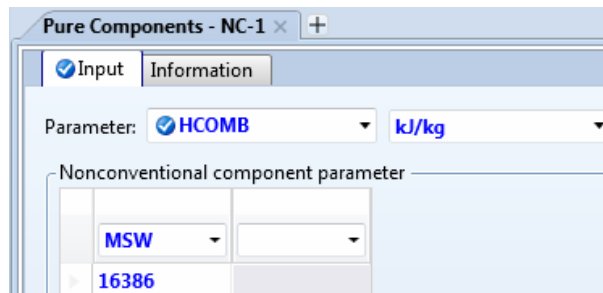 Pure Components - NC-1 × +
Input Information
Parameter: HCOMB kJ/kg
Nonconventional component parameter
MSW
16386